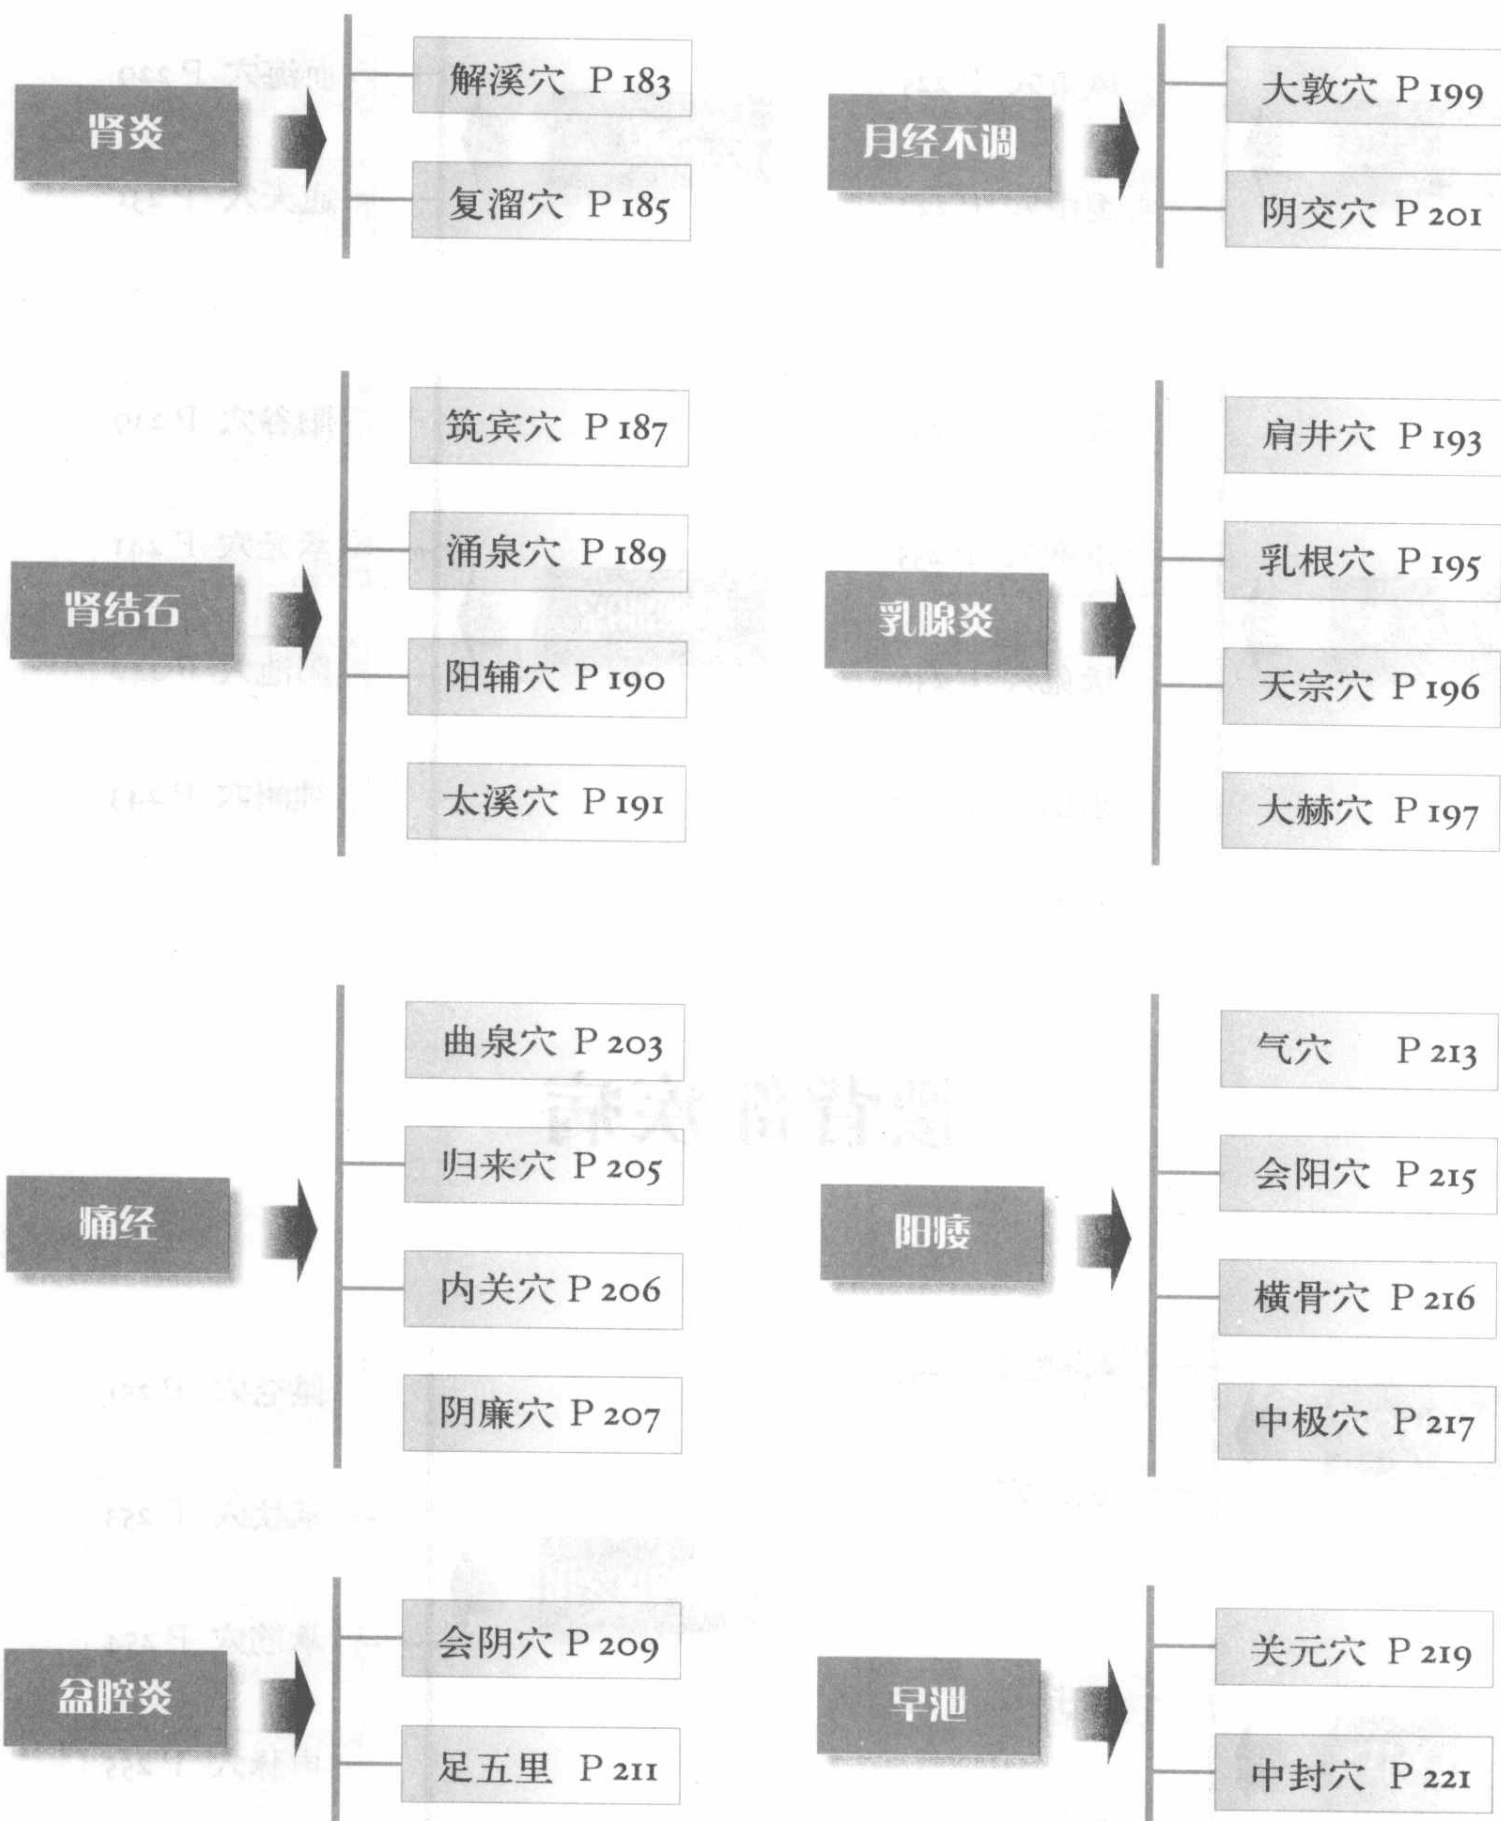 肾炎
解溪穴 P 183
复溜穴 P 185
月经不调
大敦穴 P 199
阴交穴 P 201
肾结石
筑宾穴 P 187
涌泉穴 P 189
阳辅穴 P 190
太溪穴 P 191
乳腺炎
肩井穴 P 193
乳根穴 P 195
天宗穴 P 196
大赫穴 P 197
痛经
曲泉穴 P 203
归来穴 P 205
内关穴 P 206
阴廉穴 P 207
阳痿
气穴 P 213
会阳穴 P 215
横骨穴 P 216
中极穴 P 217
盆腔炎
会阴穴 P 209
足五里 P 211
早泄
关元穴 P 219
中封穴 P 221